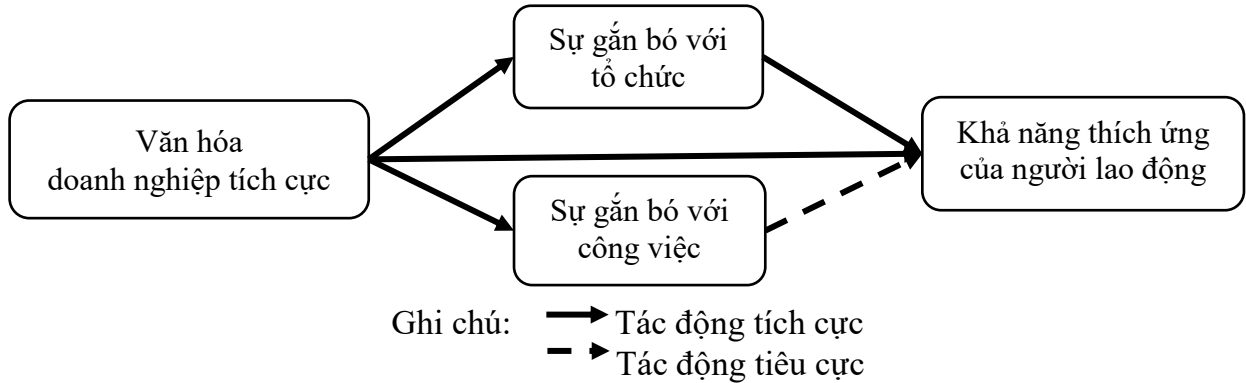 Sự gắn bó với
tổ chức
Văn hóa
doanh nghiệp tích cực
Khả năng thích ứng
của người lao động
Sự gắn bó với
công việc
Ghi chú:
Tác động tích cực
Tác động tiêu cực